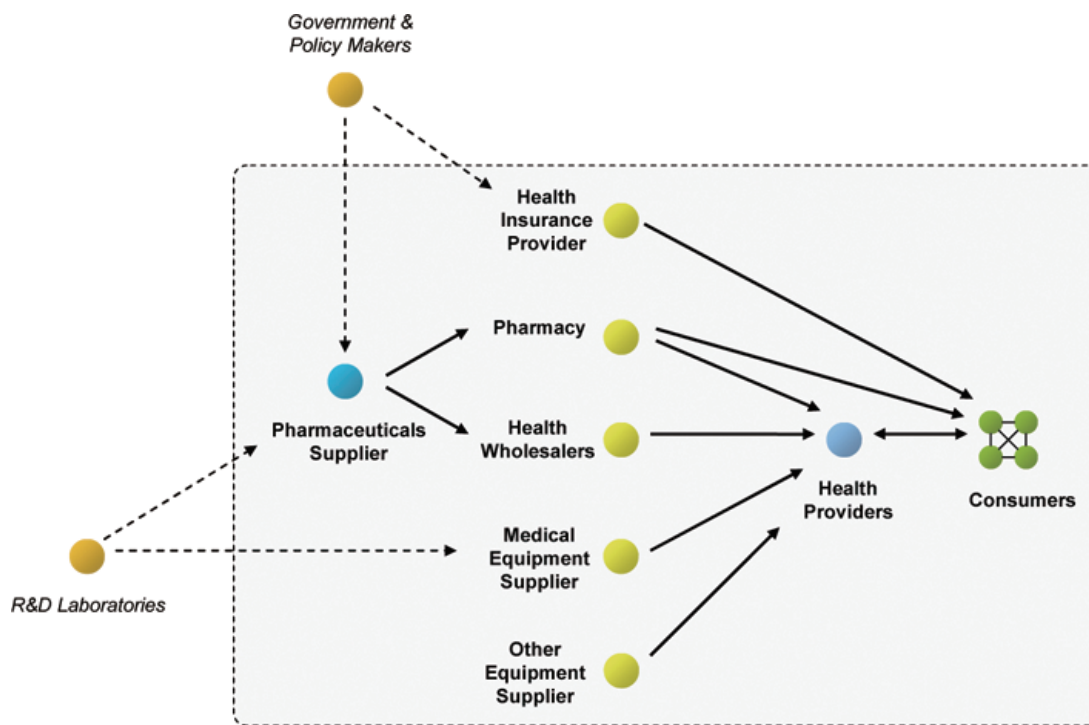 Government &
Policy Makers
Health
Insurance
Provider
Pharmacy
Pharmaceuticals
Supplier
Health
Wholesalers
Health
Providers
Consumers
Medical
Equipment
Supplier
R&D Laboratories
Other
Equipment
Supplier